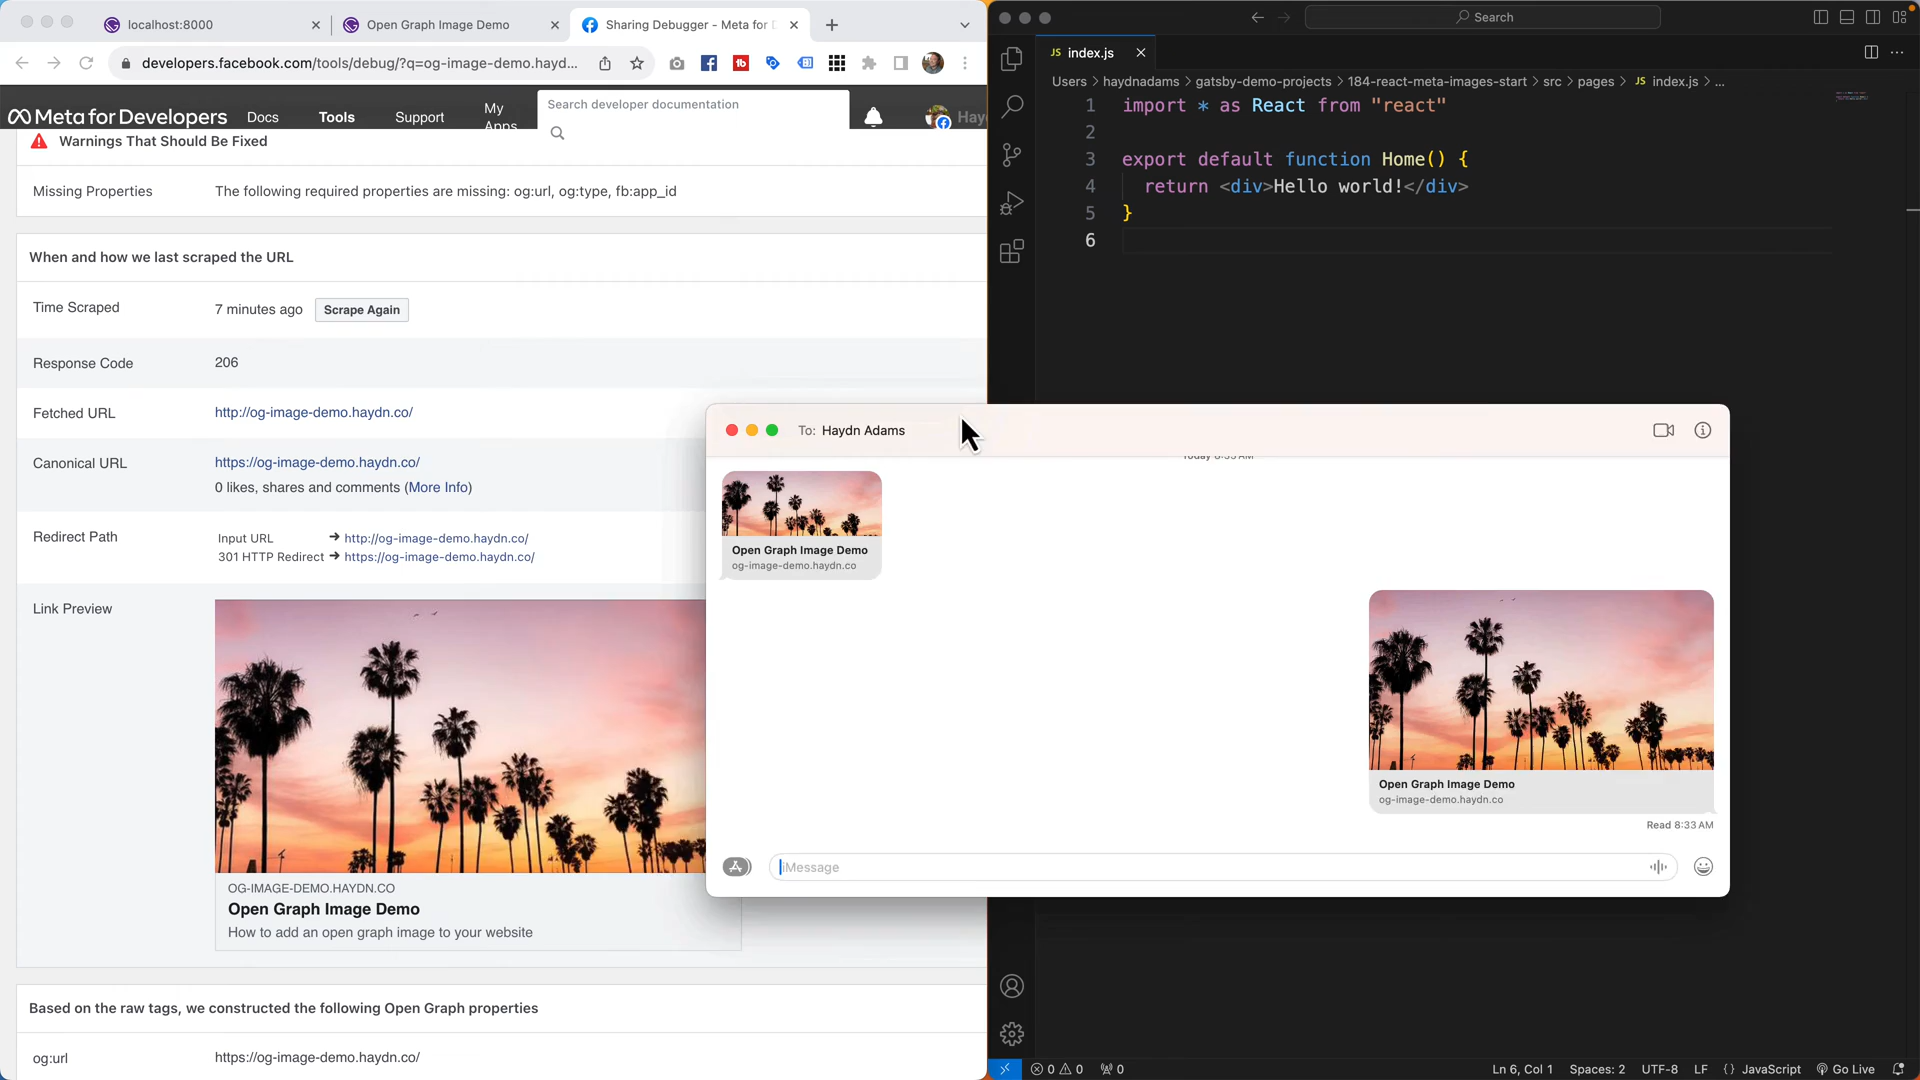 localhost:8000
Open Graph Image Demo
Sharing Debugger - Meta for D
developers.facebook.com/tools/debug/?q=og-image-demo.hayd...
Meta for Developers
Docs
Tools
Support
My
Apps
Search developer documentation
Hay
Warnings That Should Be Fixed
Missing Properties
The following required properties are missing: og:url, og:type, fb:app_id
When and how we last scraped the URL
Time Scraped
7 minutes ago
Scrape Again
Response Code
206
Fetched URL
http://og-image-demo.haydn.co/
Canonical URL
https://og-image-demo.haydn.co/
0 likes, shares and comments (More Info)
Redirect Path
Input URL → http://og-image-demo.haydn.co/
301 HTTP Redirect → https://og-image-demo.haydn.co/
Link Preview
OG-IMAGE-DEMO.HAYDN.CO
Open Graph Image Demo
How to add an open graph image to your website
Based on the raw tags, we constructed the following Open Graph properties
og:url
https://og-image-demo.haydn.co/
Search
JS index.js
Users > haydnadams > gatsby-demo-projects > 184-react-meta-images-start > src > pages > JS index.js > ...
1 import * as React from "react"
2
3 export default function Home() {
4 return <div>Hello world!</div>
5 }
6
To: Haydn Adams
Today 8:33 AM
Open Graph Image Demo
og-image-demo.haydn.co
Open Graph Image Demo
og-image-demo.haydn.co
Read 8:33 AM
iMessage
0 0 0
Ln 6, Col 1 Spaces: 2 UTF-8 LF {} JavaScript Go Live